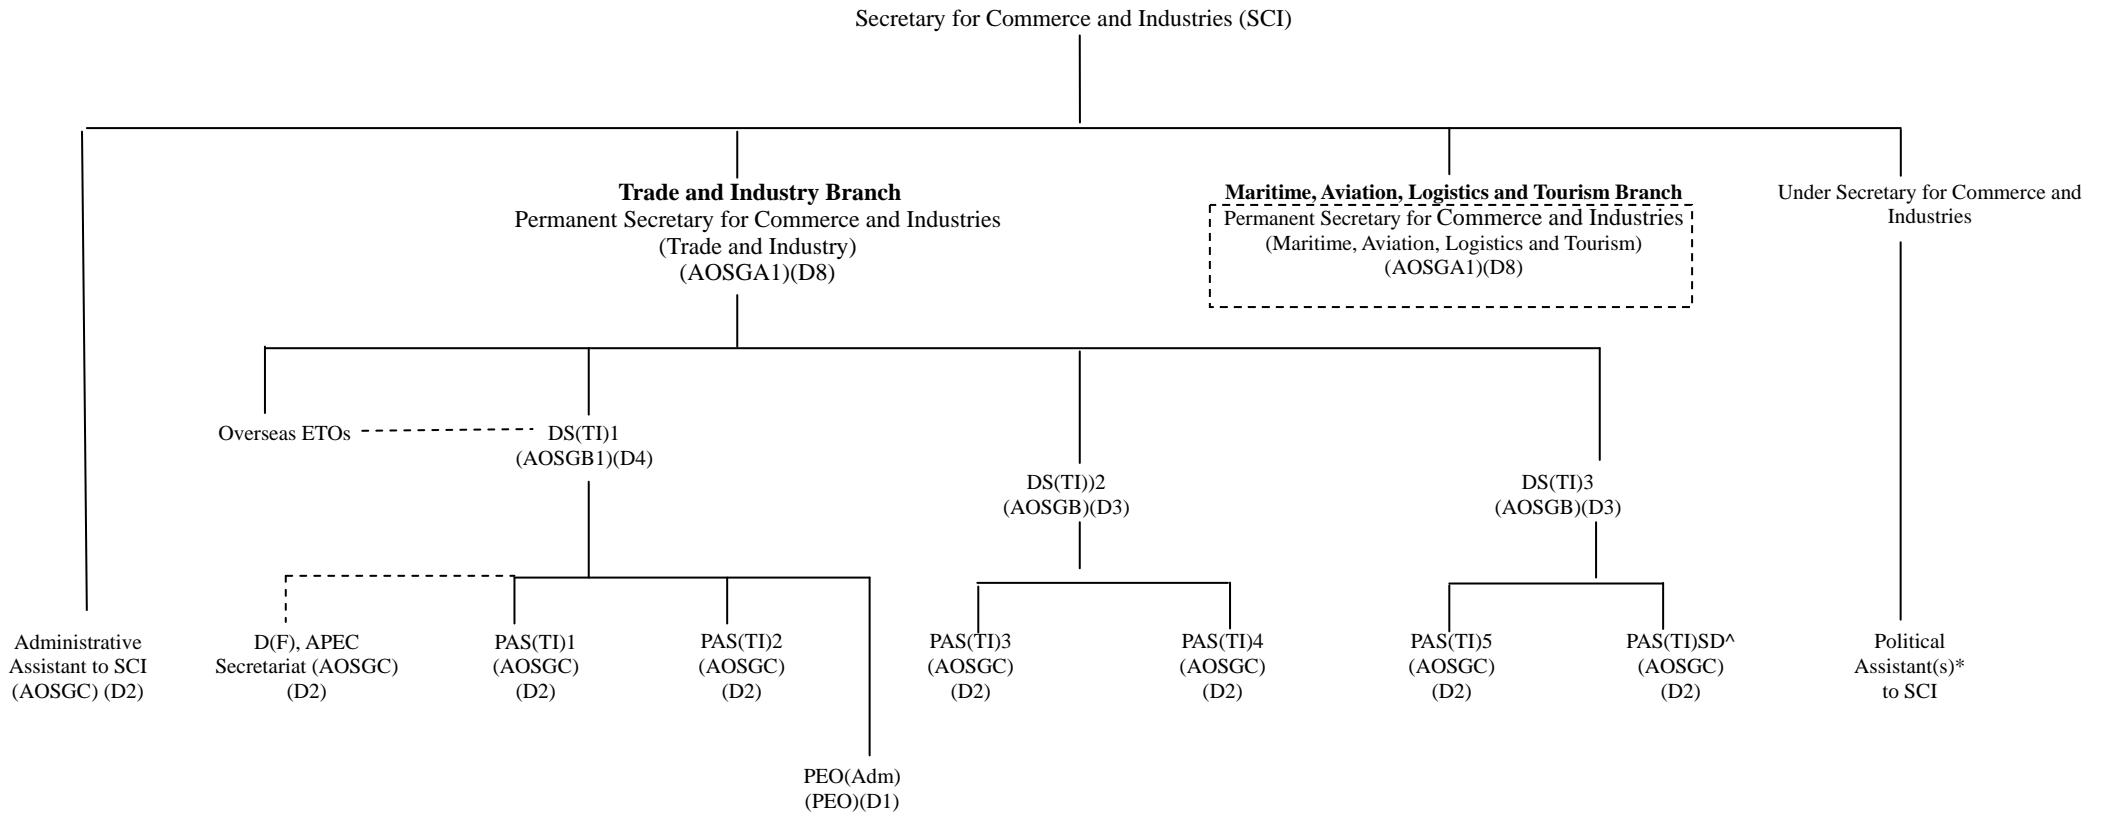 Secretary for Commerce and Industries (SCI)
Trade and Industry Branch
Permanent Secretary for Commerce and Industries
(Trade and Industry)
(AOSGA1)(D8)
Maritime, Aviation, Logistics and Tourism Branch
Permanent Secretary for Commerce and Industries
(Maritime, Aviation, Logistics and Tourism)
(AOSGA1)(D8)
Under Secretary for Commerce and
Industries
Overseas ETOs
DS(TI)1
(AOSGB1)(D4)
DS(TI))2
(AOSGB)(D3)
DS(TI)3
(AOSGB)(D3)
Administrative
Assistant to SCI
(AOSGC) (D2)
D(F), APEC
Secretariat (AOSGC)
(D2)
PAS(TI)1
(AOSGC)
(D2)
PAS(TI)2
(AOSGC)
(D2)
PAS(TI)3
(AOSGC)
(D2)
PAS(TI)4
(AOSGC)
(D2)
PAS(TI)5
(AOSGC)
(D2)
PAS(TI)SD^
(AOSGC)
(D2)
Political
Assistant(s)*
to SCI
PEO(Adm)
(PEO)(D1)